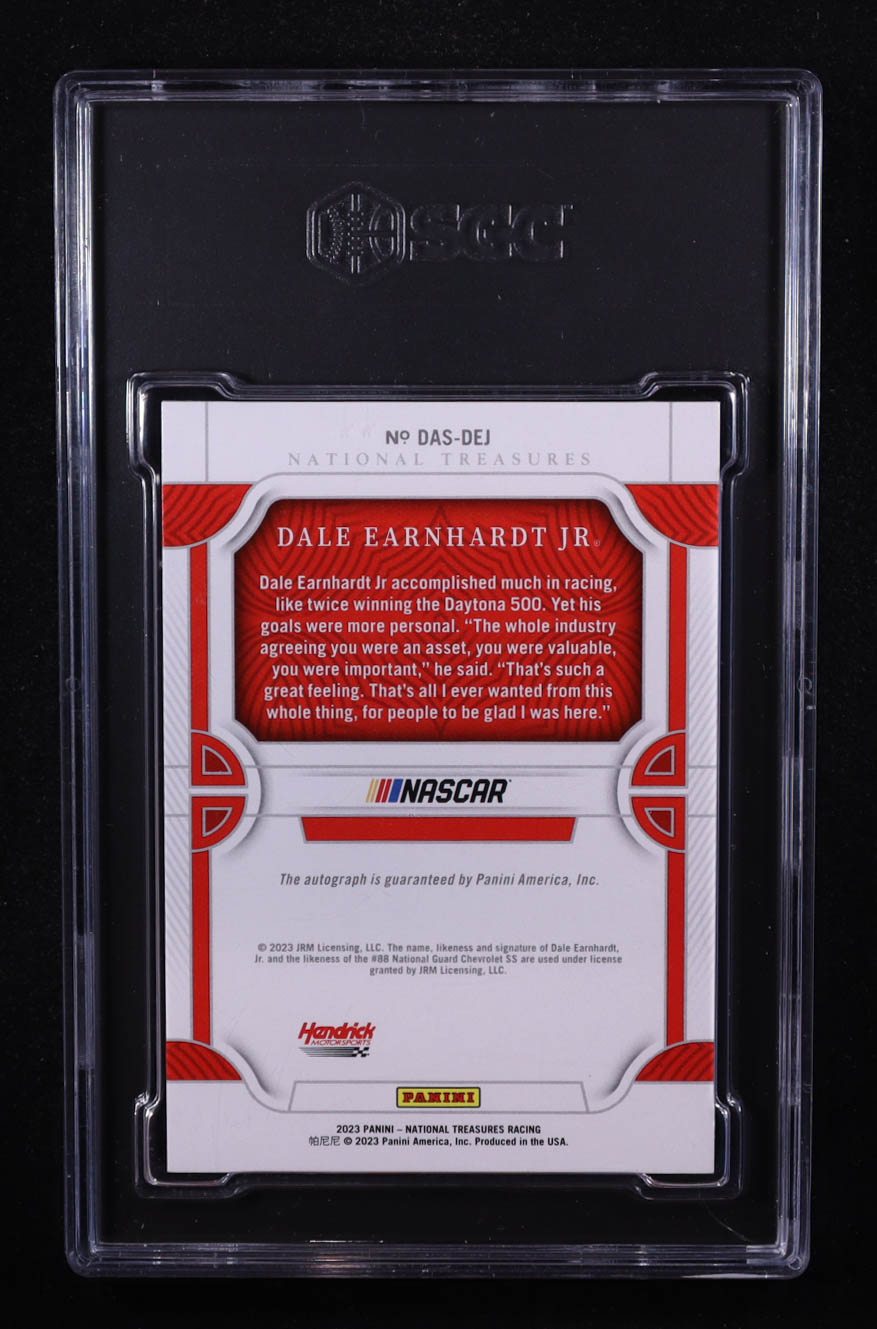 SGC
№ DAS-DEJ
NATIONAL TREASURES
DALE EARNHARDT JR®
Dale Earnhardt Jr accomplished much in racing,
like twice winning the Daytona 500. Yet his
goals were more personal. “The whole industry
agreeing you were an asset, you were valuable,
you were important,” he said. “That’s such a
great feeling. That’s all I ever wanted from this
whole thing, for people to be glad I was here.”
NASCAR
The autograph is guaranteed by Panini America, Inc.
© 2023 JRM Licensing, LLC. The name, likeness and signature of Dale Earnhardt,
Jr. and the likeness of the #88 National Guard Chevrolet SS are used under license
granted by JRM Licensing, LLC.
Hendrick
MOTORSPORTS
PANINI
2023 PANINI – NATIONAL TREASURES RACING
帕尼尼 © 2023 Panini America, Inc. Produced in the USA.